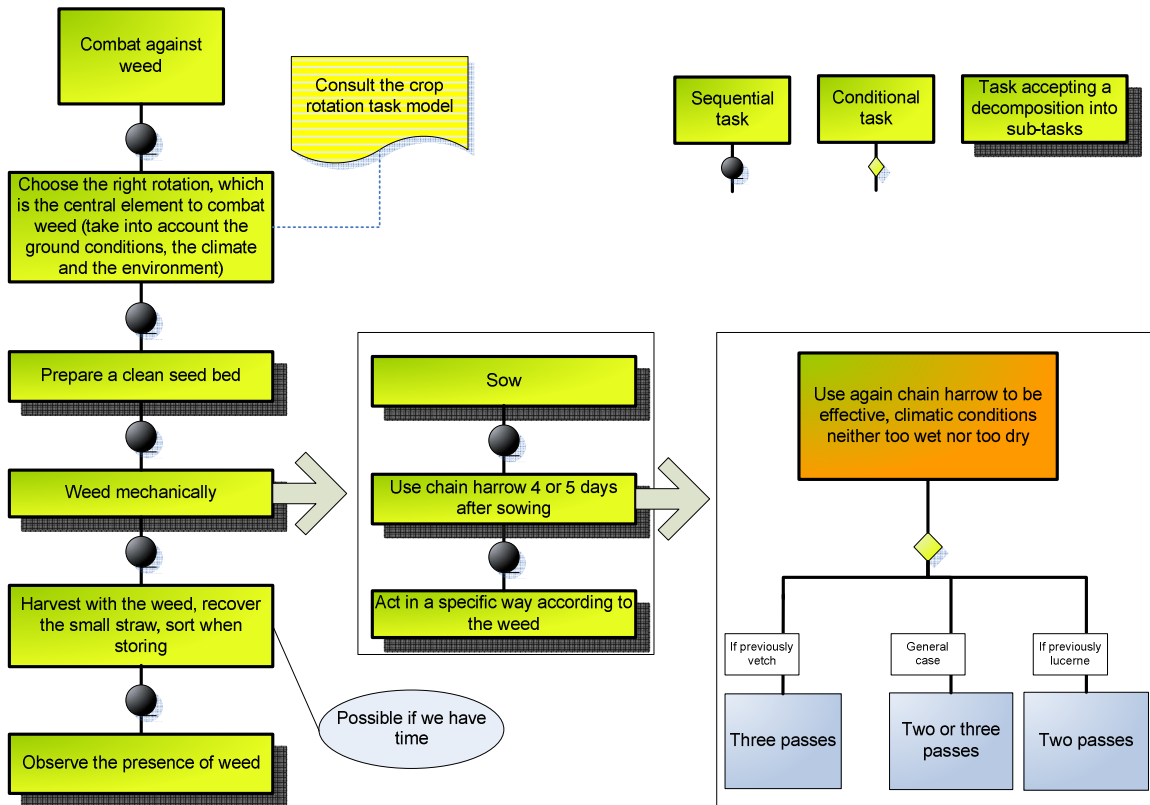 Combat against
weed
Consult the crop
rotation task model
Sequential
task
Conditional
task
Task accepting a
decomposition into
sub-tasks
Choose the right rotation, which
is the central element to combat
weed (take into account the
ground conditions, the climate
and the environment)
Prepare a clean seed bed
Weed mechanically
Harvest with the weed, recover
the small straw, sort when
storing
Possible if we have
time
Observe the presence of weed
Sow
Use chain harrow 4 or 5 days
after sowing
Act in a specific way according to
the weed
Use again chain harrow to be
effective, climatic conditions
neither too wet nor too dry
If previously
vetch
General
case
If previously
lucerne
Three passes
Two or three
passes
Two passes